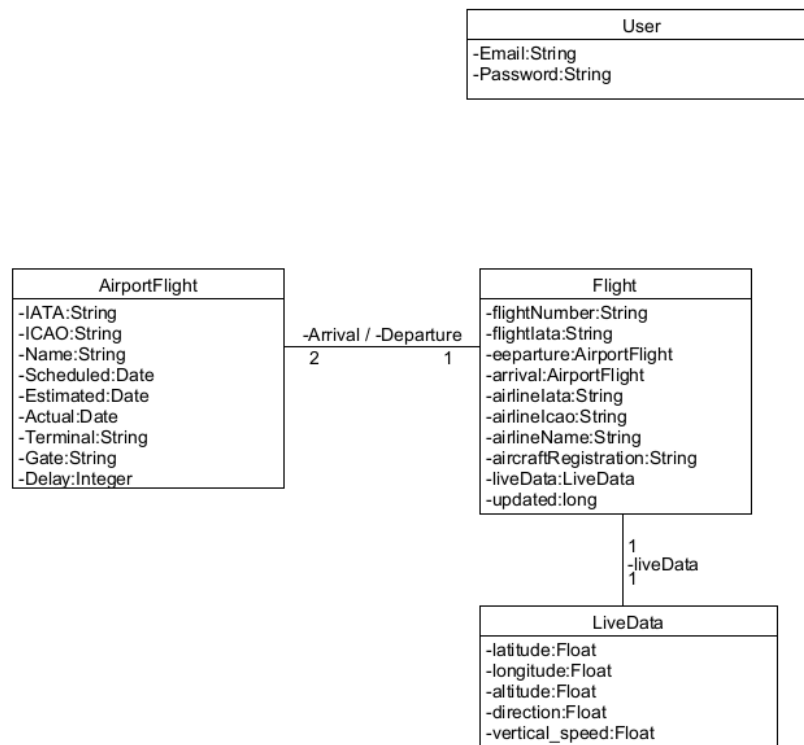 User
-Email:String
-Password:String
AirportFlight
-IATA:String
-ICAO:String
-Name:String
-Scheduled:Date
-Estimated:Date
-Actual:Date
-Terminal:String
-Gate:String
-Delay:Integer
-Arrival / -Departure
2 1
Flight
-flightNumber:String
-flightIata:String
-eeparture:AirportFlight
-arrival:AirportFlight
-airlineIata:String
-airlineIcao:String
-airlineName:String
-aircraftRegistration:String
-liveData:LiveData
-updated:long
1
-liveData
1
LiveData
-latitude:Float
-longitude:Float
-altitude:Float
-direction:Float
-vertical_speed:Float